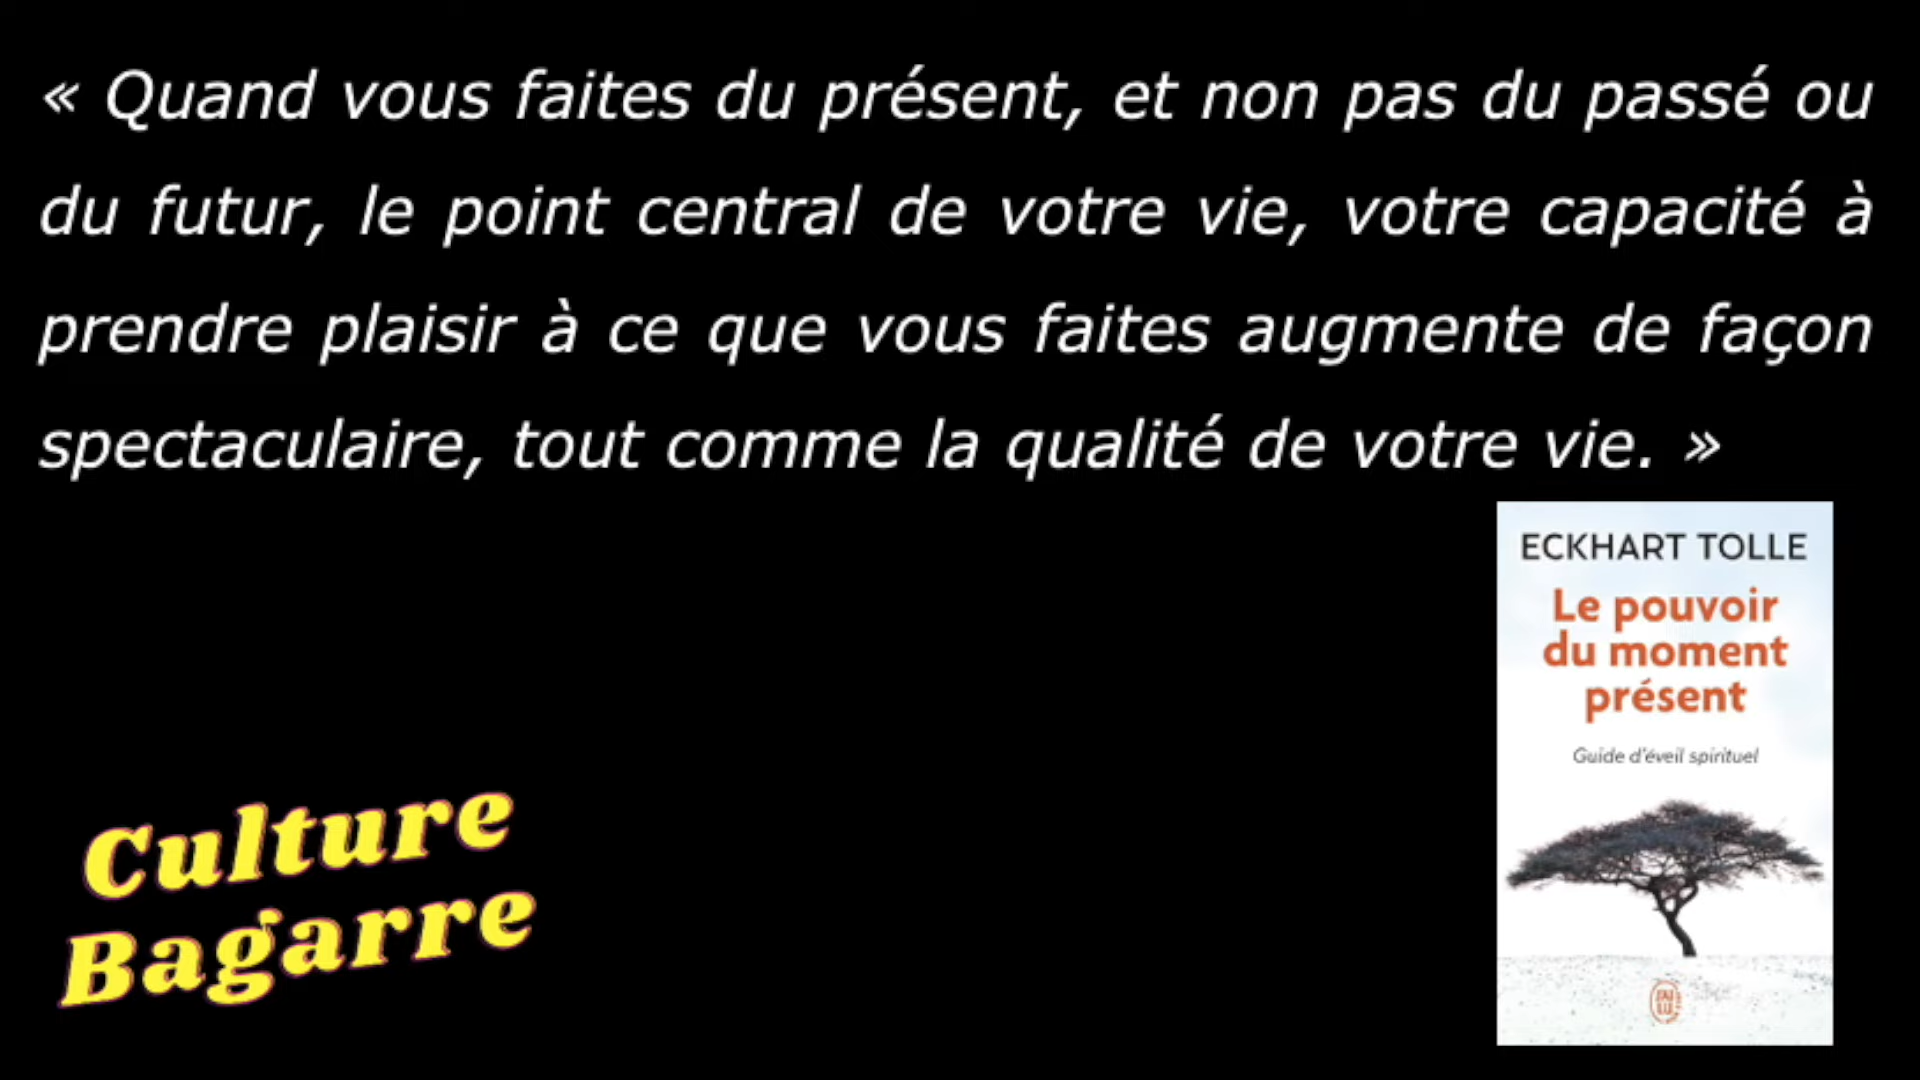 « Quand vous faites du présent, et non pas du passé ou
du futur, le point central de votre vie, votre capacité à
prendre plaisir à ce que vous faites augmente de façon
spectaculaire, tout comme la qualité de votre vie. »
ECKHART TOLLE
Le pouvoir
du moment
présent
Guide d'éveil spirituel
Culture
Bagarre